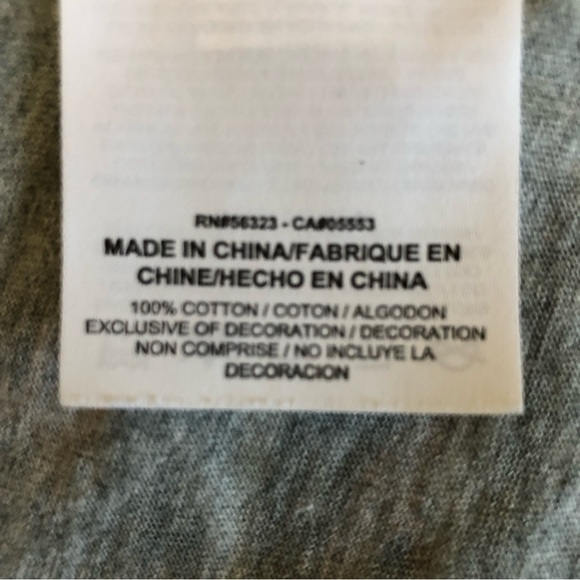 RN#56323 - CA#05553
MADE IN CHINA/FABRIQUE EN
CHINE/HECHO EN CHINA
100% COTTON / COTON / ALGODON
EXCLUSIVE OF DECORATION / DECORATION
NON COMPRISE / NO INCLUYE LA
DECORACION